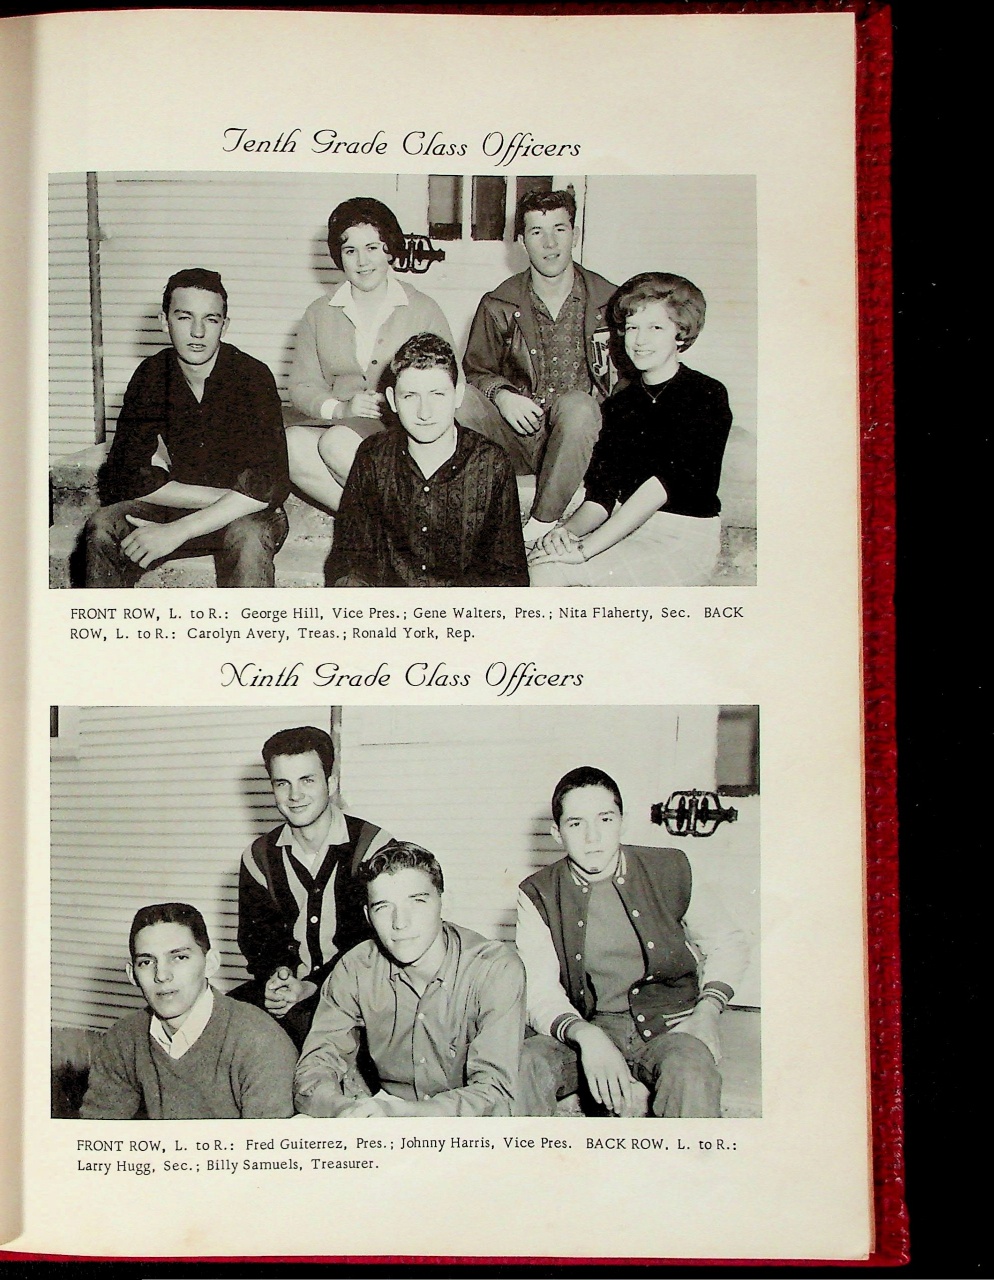 Tenth Grade Class Officers
FRONT ROW, L. to R.: George Hill, Vice Pres.; Gene Walters, Pres.; Nita Flaherty, Sec. BACK
ROW, L. to R.: Carolyn Avery, Treas.; Ronald York, Rep.
Ninth Grade Class Officers
FRONT ROW, L. to R.: Fred Guiterrez, Pres.; Johnny Harris, Vice Pres. BACK ROW, L. to R.:
Larry Hugg, Sec.; Billy Samuels, Treasurer.